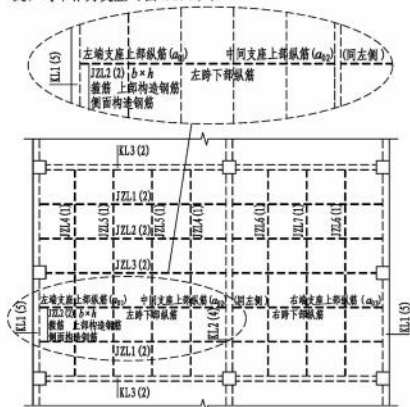 左端支座上部纵筋(a01) 中间支座上部纵筋(a02) (同左侧)
KL1(5)
JZL2(2) b×h
左跨下部纵筋
箍筋 上部构造钢筋
侧面构造钢筋
KL3(2)
JZL1(2)
JZL4(1) JZL5(1) JZL5(1) JZL4(1) JZL6(1) JZL7(1) JZL6(1)
JZL2(2)
JZL3(2)
左端支座上部纵筋(a01) 中间支座上部纵筋(a02) (同左侧) 右端支座上部纵筋(a03)
JZL2(2) b×h
左跨下部纵筋 右跨下部纵筋
箍筋 上部构造钢筋
侧面构造钢筋
KL1(5) KL2(4) KL1(5)
JZL1(2)
KL3(2)